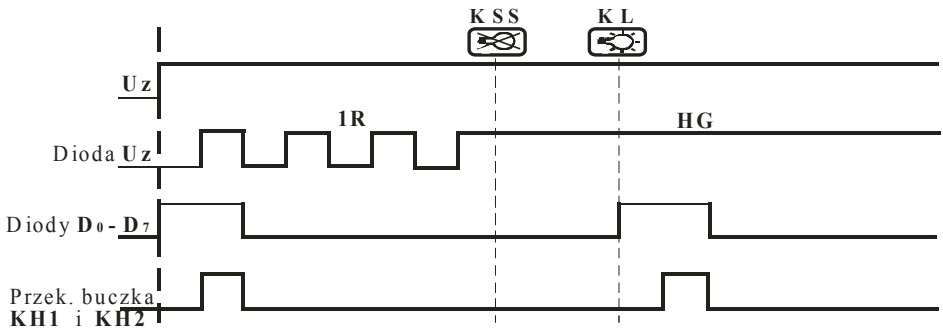 KSS KL
Uz
1R HG
Dioda Uz
Diody D0 - D7
Przek. buczka
KH1 i KH2